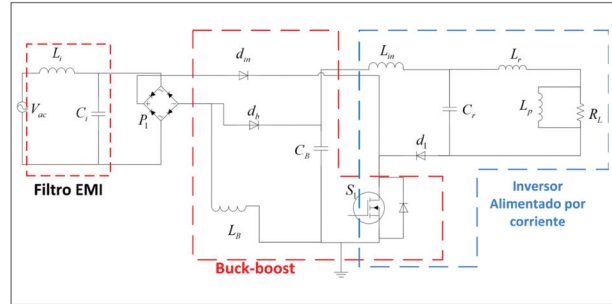 L_i
d_in
L_in
L_r
V_ac
C_i
P_1
d_b
C_B
C_r
L_p
R_L
d_1
Filtro EMI
S_1
L_B
Inversor
Alimentado por
corriente
Buck-boost